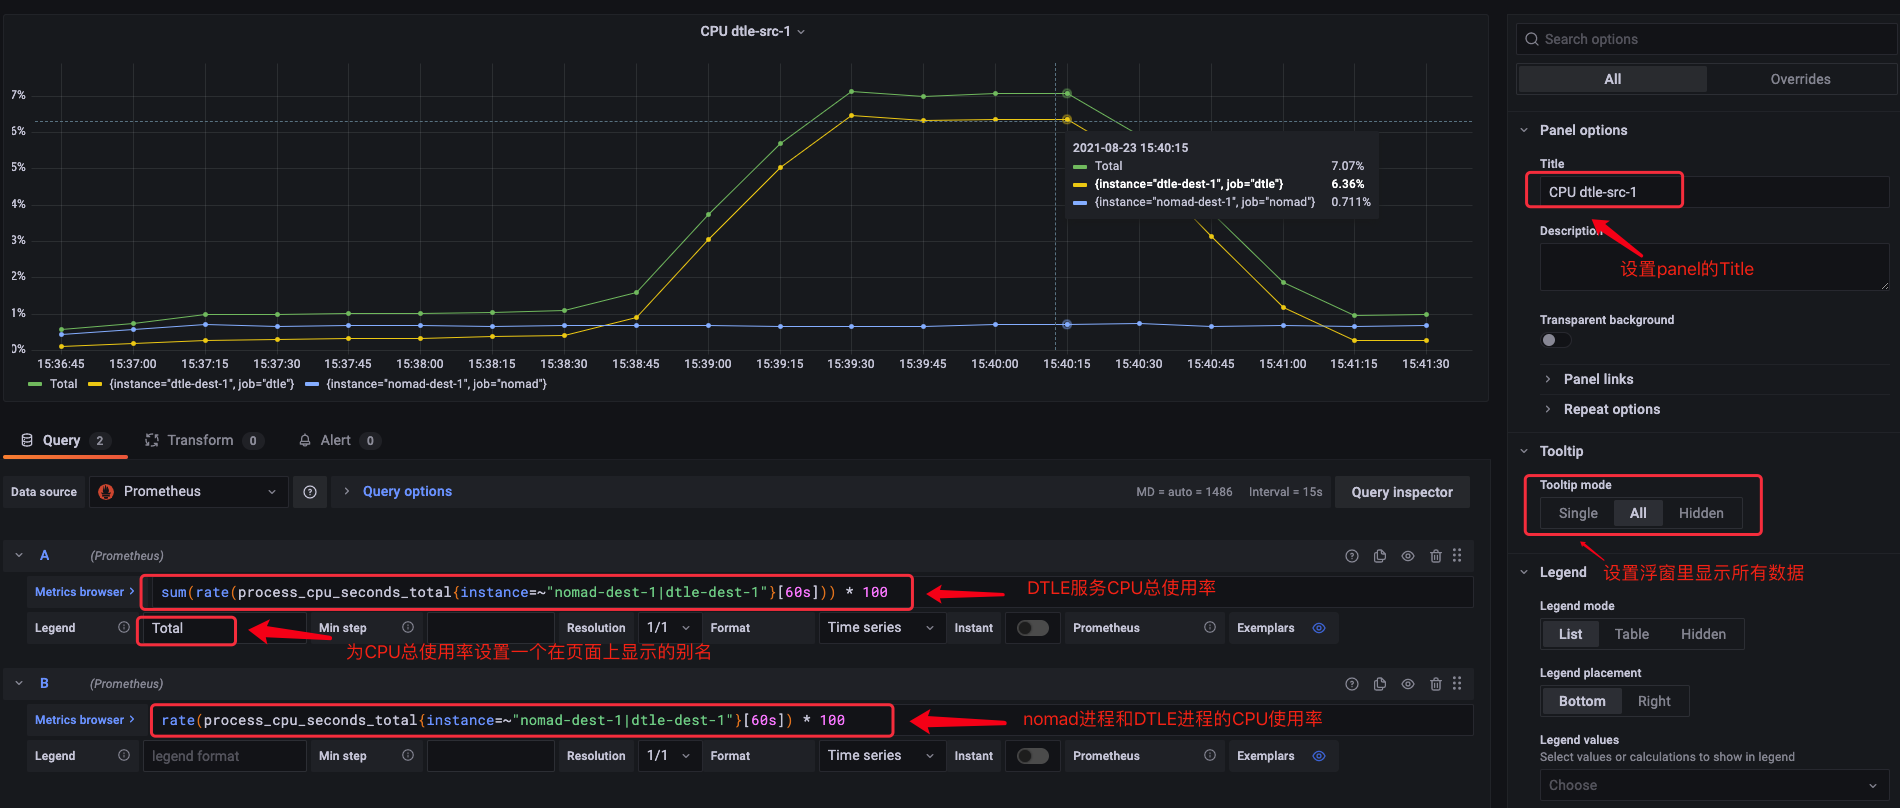 CPU dtle-src-1
7%
6%
5%
4%
3%
2%
1%
0%
2021-08-23 15:40:15
Total 7.07%
{instance="dtle-dest-1", job="dtle"} 6.36%
{instance="nomad-dest-1", job="nomad"} 0.711%
15:36:45 15:37:00 15:37:15 15:37:30 15:37:45 15:38:00 15:38:15 15:38:30 15:38:45 15:39:00 15:39:15 15:39:30 15:39:45 15:40:00 15:40:15 15:40:30 15:40:45 15:41:00 15:41:15 15:41:30
Total {instance="dtle-dest-1", job="dtle"} {instance="nomad-dest-1", job="nomad"}
Query 2 Transform 0 Alert 0
Data source Prometheus Query options MD = auto = 1486 Interval = 15s Query inspector
A (Prometheus)
Metrics browser > sum(rate(process_cpu_seconds_total{instance=~"nomad-dest-1|dtle-dest-1"}[60s])) * 100
DTLE服务CPU总使用率
Legend Total Min step Resolution 1/1 Format Time series Instant Prometheus Exemplars
为CPU总使用率设置一个在页面上显示的别名
B (Prometheus)
Metrics browser > rate(process_cpu_seconds_total{instance=~"nomad-dest-1|dtle-dest-1"}[60s]) * 100
nomad进程和DTLE进程的CPU使用率
Legend legend format Min step Resolution 1/1 Format Time series Instant Prometheus Exemplars
Search options
All Overrides
Panel options
Title
CPU dtle-src-1
Description
设置panel的Title
Transparent background
Panel links
Repeat options
Tooltip
Tooltip mode
Single All Hidden
Legend
设置浮窗里显示所有数据
Legend mode
List Table Hidden
Legend placement
Bottom Right
Legend values
Select values or calculations to show in legend
Choose